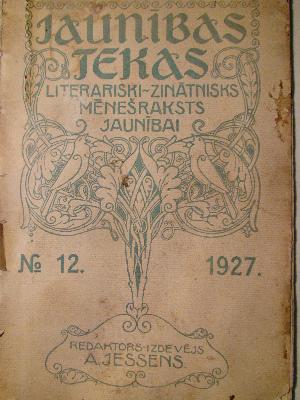 JAUNĪBAS
TEKAS
LITERARISKI-ZINĀTNISKS
MĒNEŠRAKSTS
JAUNĪBAI
No 12. 1927.
REDAKTORS-IZDEVĒJS
A. JESSENS